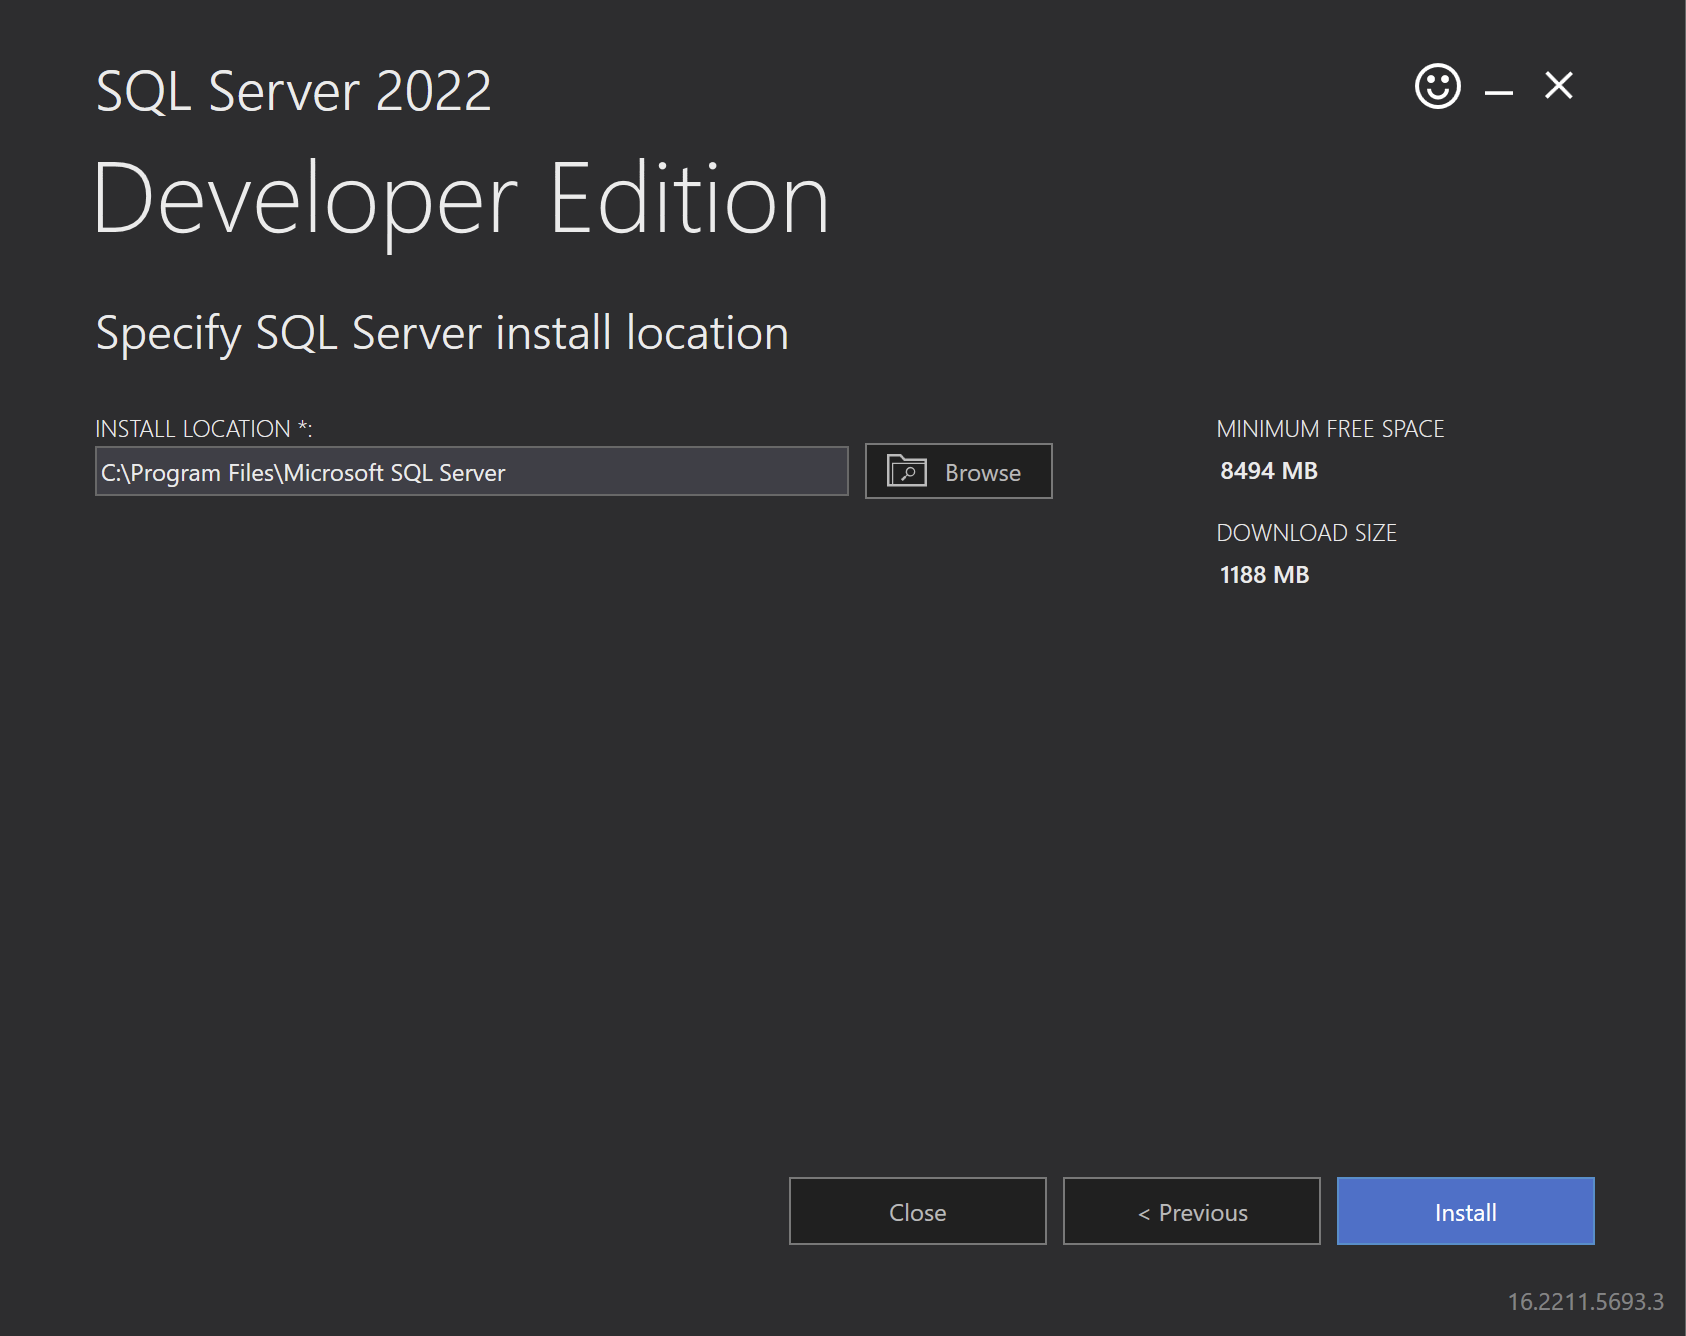 SQL Server 2022
Developer Edition
Specify SQL Server install location
INSTALL LOCATION *:
C:\Program Files\Microsoft SQL Server
Browse
MINIMUM FREE SPACE
8494 MB
DOWNLOAD SIZE
1188 MB
Close
< Previous
Install
16.2211.5693.3